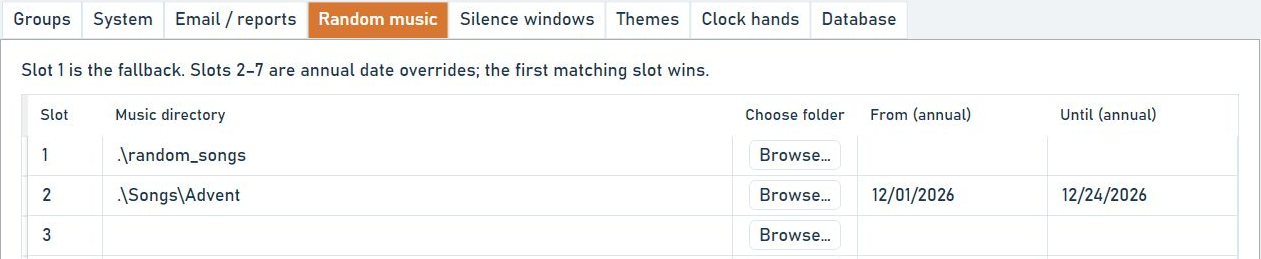 Groups System Email / reports Random music Silence windows Themes Clock hands Database
Slot 1 is the fallback. Slots 2–7 are annual date overrides; the first matching slot wins.
Slot Music directory Choose folder From (annual) Until (annual)
1 .\random_songs Browse...
2 .\Songs\Advent Browse... 12/01/2026 12/24/2026
3 Browse...